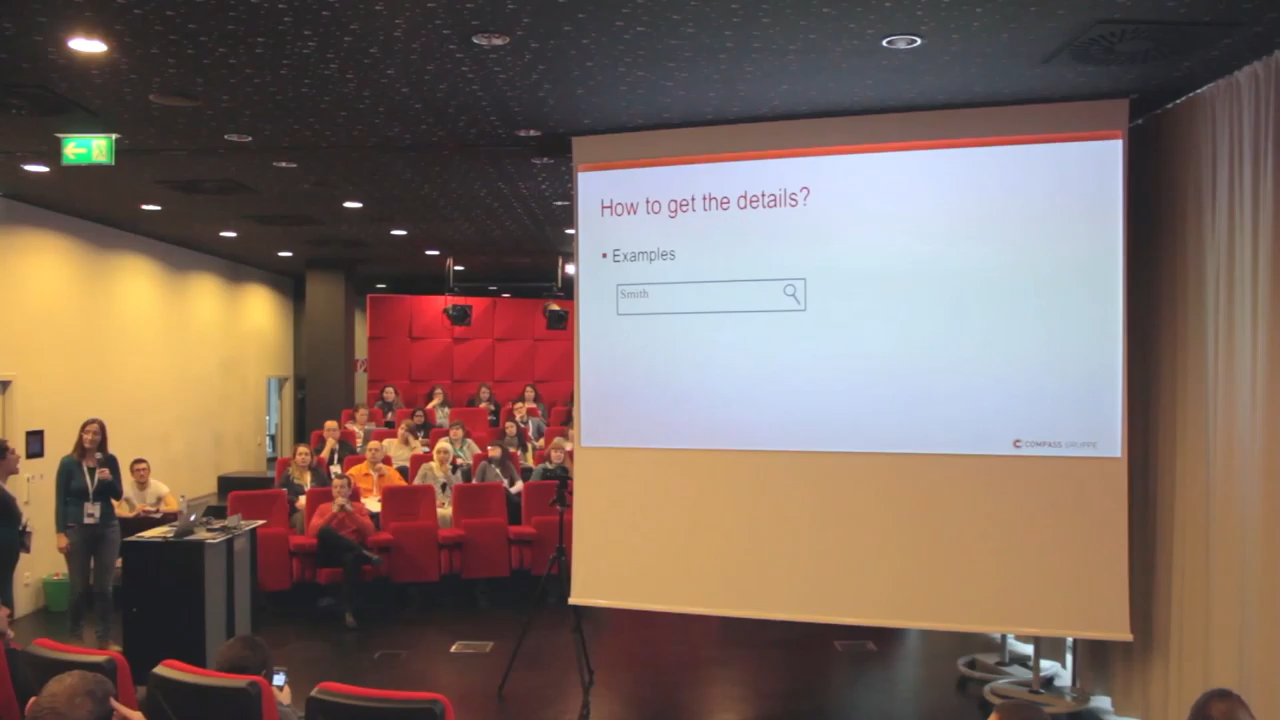 How to get the details?
▪ Examples
Smith
COMPASS GRUPPE